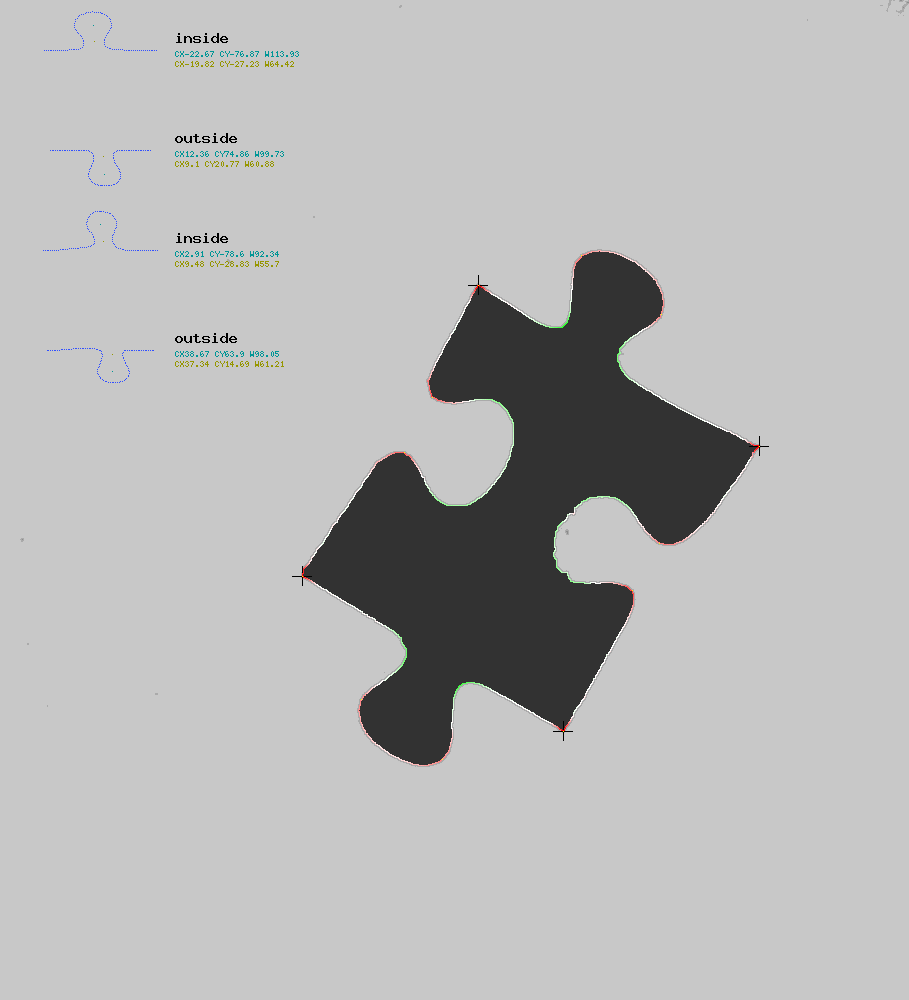 inside
CX-22.67 CY-76.87 W113.93
CX-19.82 CY-27.23 W64.42
outside
CX12.36 CY74.86 W99.73
CX9.1 CY20.77 W60.88
inside
CX2.91 CY-78.6 W92.34
CX9.48 CY-28.83 W55.7
outside
CX38.67 CY63.9 W98.05
CX37.34 CY14.69 W61.21